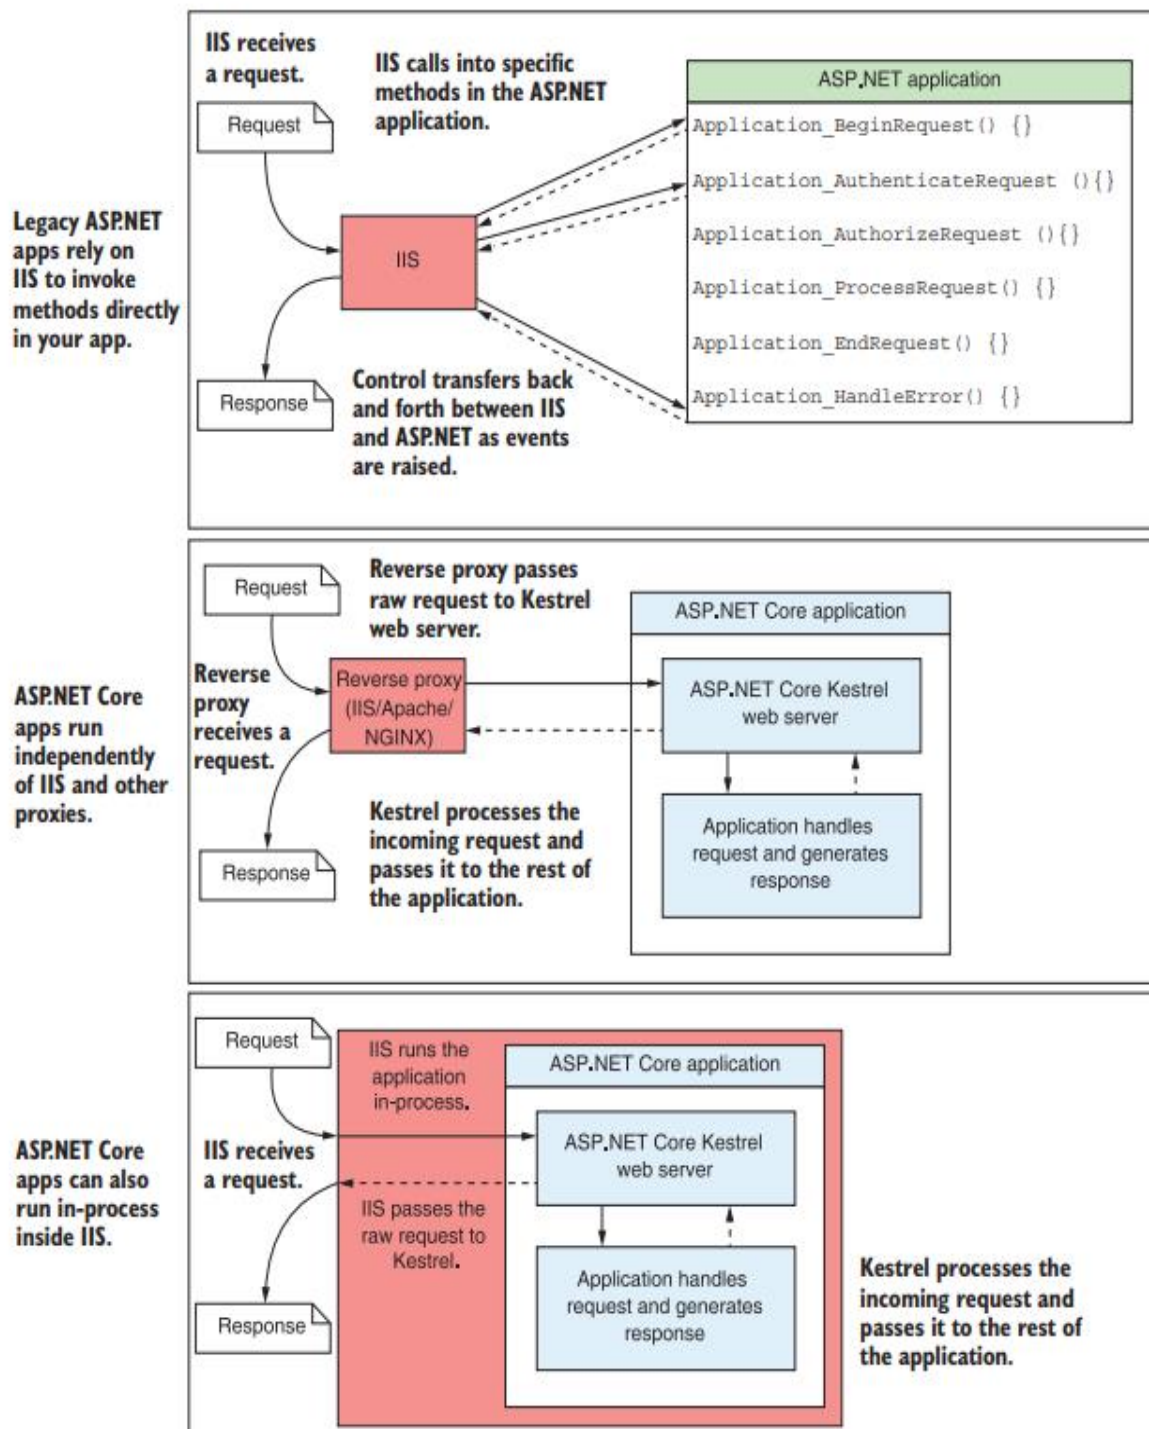 Legacy ASP.NET
apps rely on
IIS to invoke
methods directly
in your app.
IIS receives
a request.
Request
IIS calls into specific
methods in the ASP.NET
application.
IIS
Response
Control transfers back
and forth between IIS
and ASP.NET as events
are raised.
ASP.NET application
Application_BeginRequest() {}
Application_AuthenticateRequest (){}
Application_AuthorizeRequest (){}
Application_ProcessRequest() {}
Application_EndRequest() {}
Application_HandleError() {}
ASP.NET Core
apps run
independently
of IIS and other
proxies.
Request
Reverse proxy passes
raw request to Kestrel
web server.
Reverse
proxy
receives a
request.
Reverse proxy
(IIS/Apache/
NGINX)
Response
Kestrel processes the
incoming request and
passes it to the rest of
the application.
ASP.NET Core application
ASP.NET Core Kestrel
web server
Application handles
request and generates
response
ASP.NET Core
apps can also
run in-process
inside IIS.
Request
IIS receives
a request.
Response
IIS runs the
application
in-process.
IIS passes the
raw request to
Kestrel.
ASP.NET Core application
ASP.NET Core Kestrel
web server
Application handles
request and generates
response
Kestrel processes the
incoming request and
passes it to the rest of
the application.